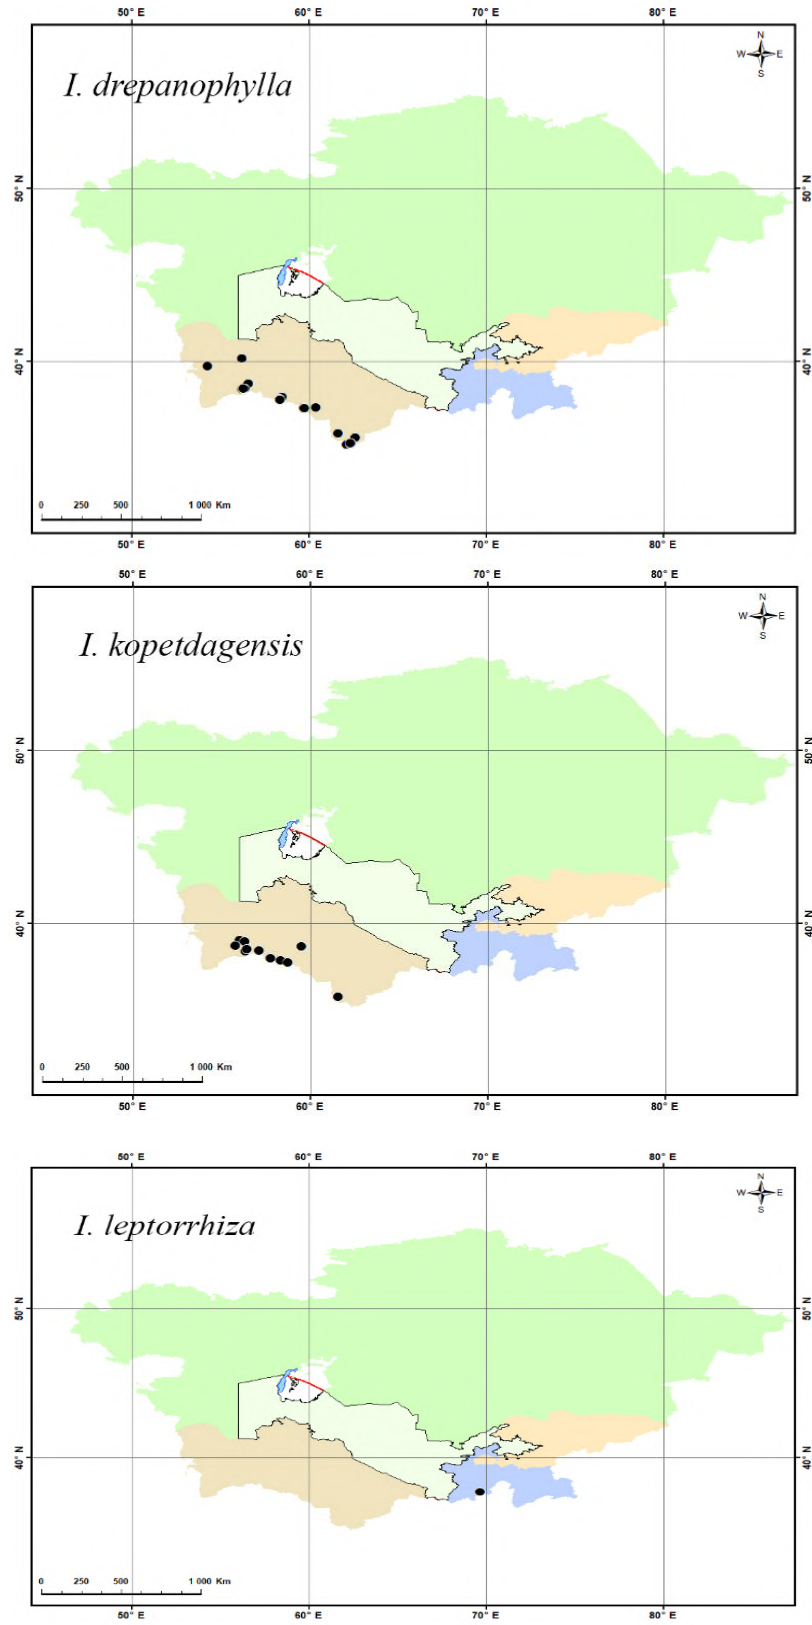 50° E 60° E 70° E 80° E
N
W E
S
I. drepanophylla
50° N 50° N
40° N 40° N
0 250 500 1 000 Km
50° E 60° E 70° E 80° E
50° E 60° E 70° E 80° E
N
W E
S
I. kopetdagensis
50° N 50° N
40° N 40° N
0 250 500 1 000 Km
50° E 60° E 70° E 80° E
50° E 60° E 70° E 80° E
N
W E
S
I. leptorrhiza
50° N 50° N
40° N 40° N
0 250 500 1 000 Km
50° E 60° E 70° E 80° E